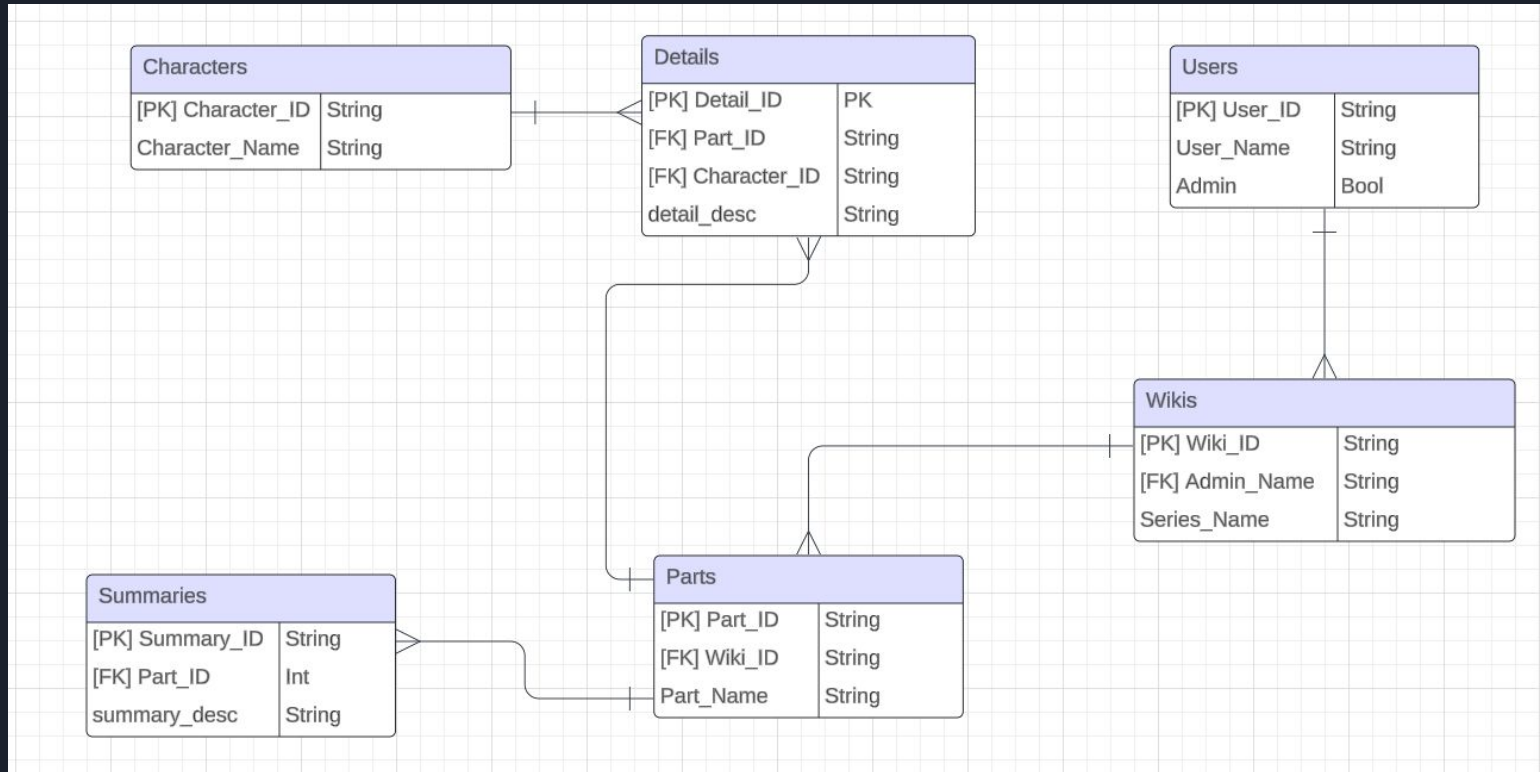 Characters
[PK] Character_ID String
Character_Name String
Details
[PK] Detail_ID PK
[FK] Part_ID String
[FK] Character_ID String
detail_desc String
Users
[PK] User_ID String
User_Name String
Admin Bool
Wikis
[PK] Wiki_ID String
[FK] Admin_Name String
Series_Name String
Summaries
[PK] Summary_ID String
[FK] Part_ID Int
summary_desc String
Parts
[PK] Part_ID String
[FK] Wiki_ID String
Part_Name String